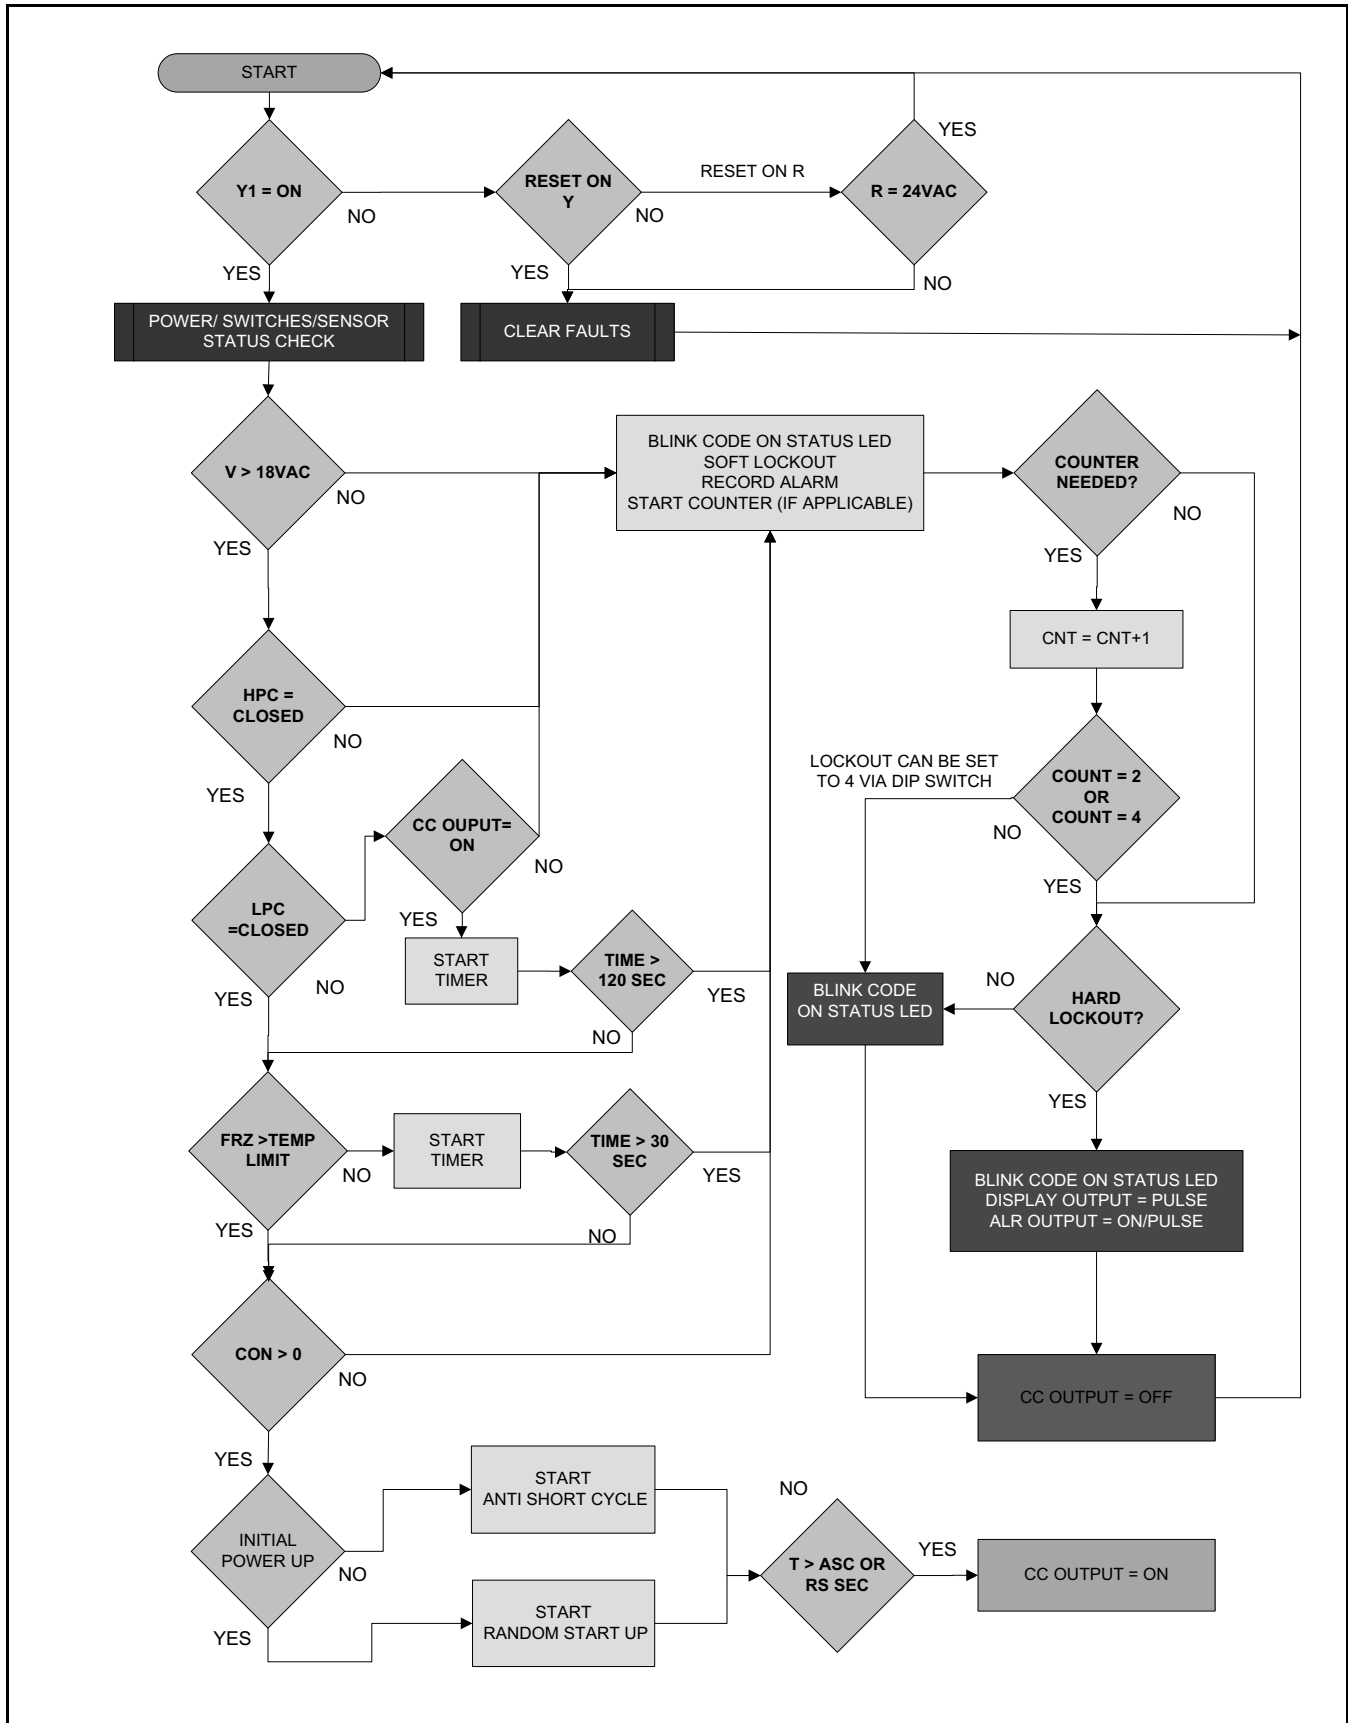 START
YES
Y1 = ON
NO
RESET ON
Y
NO
RESET ON R
R = 24VAC
YES
YES
NO
POWER/ SWITCHES/SENSOR
STATUS CHECK
CLEAR FAULTS
V > 18VAC
NO
YES
BLINK CODE ON STATUS LED
SOFT LOCKOUT
RECORD ALARM
START COUNTER (IF APPLICABLE)
COUNTER
NEEDED?
NO
YES
CNT = CNT+1
HPC =
CLOSED
NO
YES
LOCKOUT CAN BE SET
TO 4 VIA DIP SWITCH
COUNT = 2
OR
COUNT = 4
NO
YES
CC OUPUT=
ON
NO
YES
LPC
=CLOSED
NO
YES
START
TIMER
TIME >
120 SEC
YES
NO
BLINK CODE
ON STATUS LED
NO
HARD
LOCKOUT?
YES
FRZ >TEMP
LIMIT
NO
YES
START
TIMER
TIME > 30
SEC
YES
NO
BLINK CODE ON STATUS LED
DISPLAY OUTPUT = PULSE
ALR OUTPUT = ON/PULSE
CON > 0
NO
YES
CC OUTPUT = OFF
INITIAL
POWER UP
NO
YES
START
ANTI SHORT CYCLE
START
RANDOM START UP
NO
T > ASC OR
RS SEC
YES
CC OUTPUT = ON